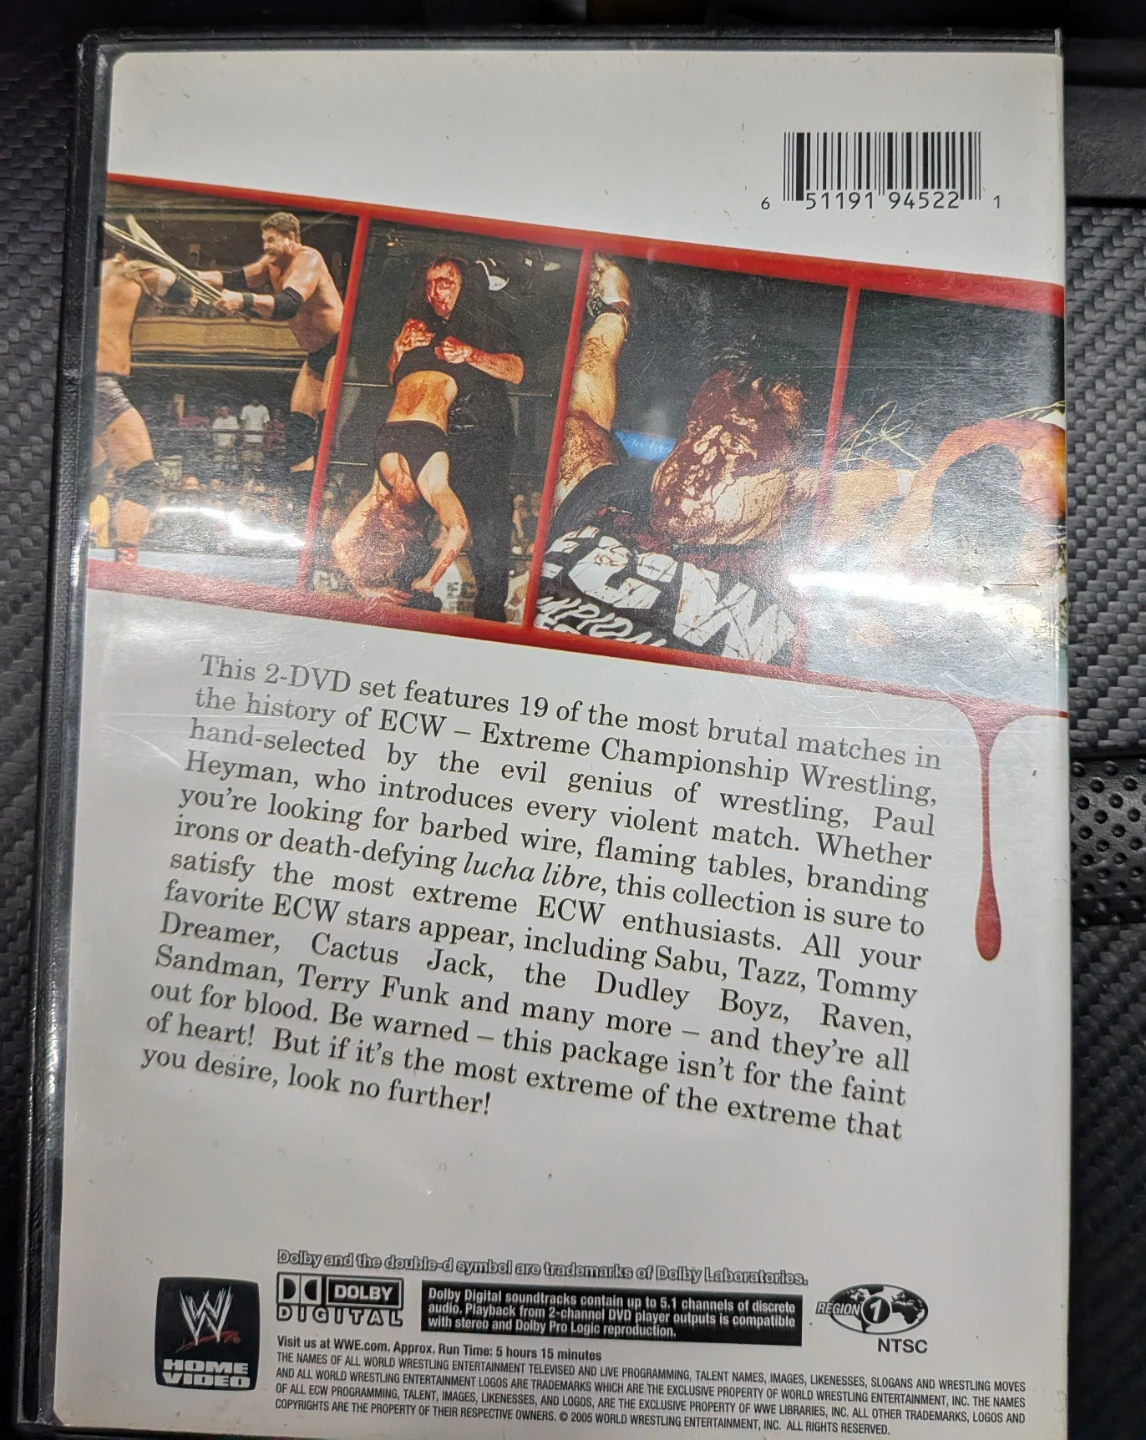 6 51191 94522 1
ECW
This 2-DVD set features 19 of the most brutal matches in
the history of ECW – Extreme Championship Wrestling,
hand-selected by the evil genius of wrestling, Paul
Heyman, who introduces every violent match. Whether
you're looking for barbed wire, flaming tables, branding
irons or death-defying lucha libre, this collection is sure to
satisfy the most extreme ECW enthusiasts. All your
favorite ECW stars appear, including Sabu, Tazz, Tommy
Dreamer, Cactus Jack, the Dudley Boyz, Raven,
Sandman, Terry Funk and many more – and they're all
out for blood. Be warned – this package isn't for the faint
of heart! But if it's the most extreme of the extreme that
you desire, look no further!
Dolby and the double-d symbol are trademarks of Dolby Laboratories.
W
HOME
VIDEO
DOLBY
DIGITAL
Dolby Digital soundtracks contain up to 5.1 channels of discrete
audio. Playback from 2-channel DVD player outputs is compatible
with stereo and Dolby Pro Logic reproduction.
REGION 1
NTSC
Visit us at WWE.com. Approx. Run Time: 5 hours 15 minutes
THE NAMES OF ALL WORLD WRESTLING ENTERTAINMENT TELEVISED AND LIVE PROGRAMMING, TALENT NAMES, IMAGES, LIKENESSES, SLOGANS AND WRESTLING MOVES
AND ALL WORLD WRESTLING ENTERTAINMENT LOGOS ARE TRADEMARKS WHICH ARE THE EXCLUSIVE PROPERTY OF WORLD WRESTLING ENTERTAINMENT, INC. THE NAMES
OF ALL ECW PROGRAMMING, TALENT, IMAGES, LIKENESSES, AND LOGOS, ARE THE EXCLUSIVE PROPERTY OF WWE LIBRARIES, INC. ALL OTHER TRADEMARKS, LOGOS AND
COPYRIGHTS ARE THE PROPERTY OF THEIR RESPECTIVE OWNERS. © 2005 WORLD WRESTLING ENTERTAINMENT, INC. ALL RIGHTS RESERVED.